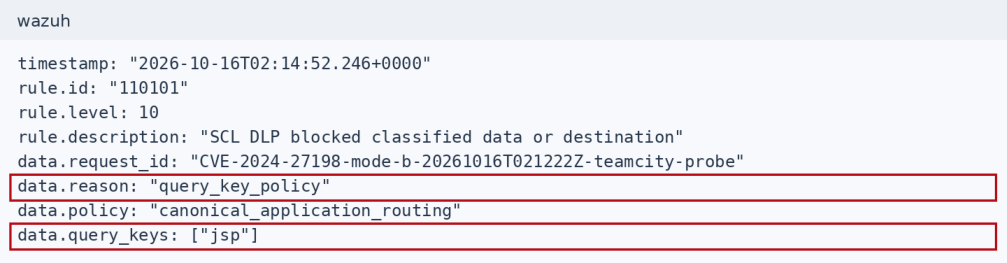 wazuh
timestamp: "2026-10-16T02:14:52.246+0000"
rule.id: "110101"
rule.level: 10
rule.description: "SCL DLP blocked classified data or destination"
data.request_id: "CVE-2024-27198-mode-b-20261016T021222Z-teamcity-probe"
data.reason: "query_key_policy"
data.policy: "canonical_application_routing"
data.query_keys: ["jsp"]